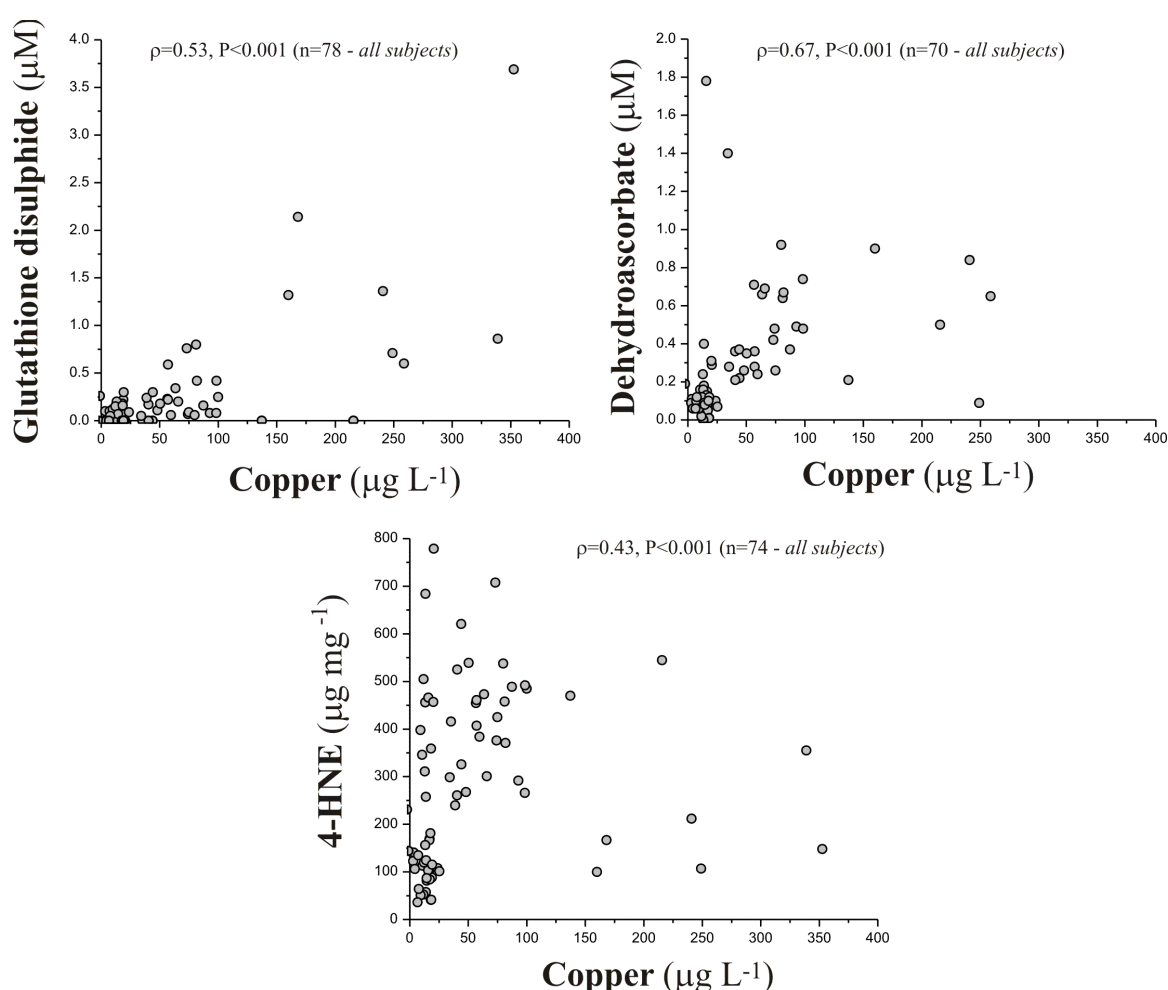 ρ=0.53, P<0.001 (n=78 - all subjects)
Glutathione disulphide (μM)
4.0
3.5
3.0
2.5
2.0
1.5
1.0
0.5
0.0
0 50 100 150 200 250 300 350 400
Copper (μg L-1)
ρ=0.67, P<0.001 (n=70 - all subjects)
Dehydroascorbate (μM)
2.0
1.8
1.6
1.4
1.2
1.0
0.8
0.6
0.4
0.2
0.0
0 50 100 150 200 250 300 350 400
Copper (μg L-1)
ρ=0.43, P<0.001 (n=74 - all subjects)
4-HNE (μg mg -1)
800
700
600
500
400
300
200
100
0
0 50 100 150 200 250 300 350 400
Copper (μg L-1)